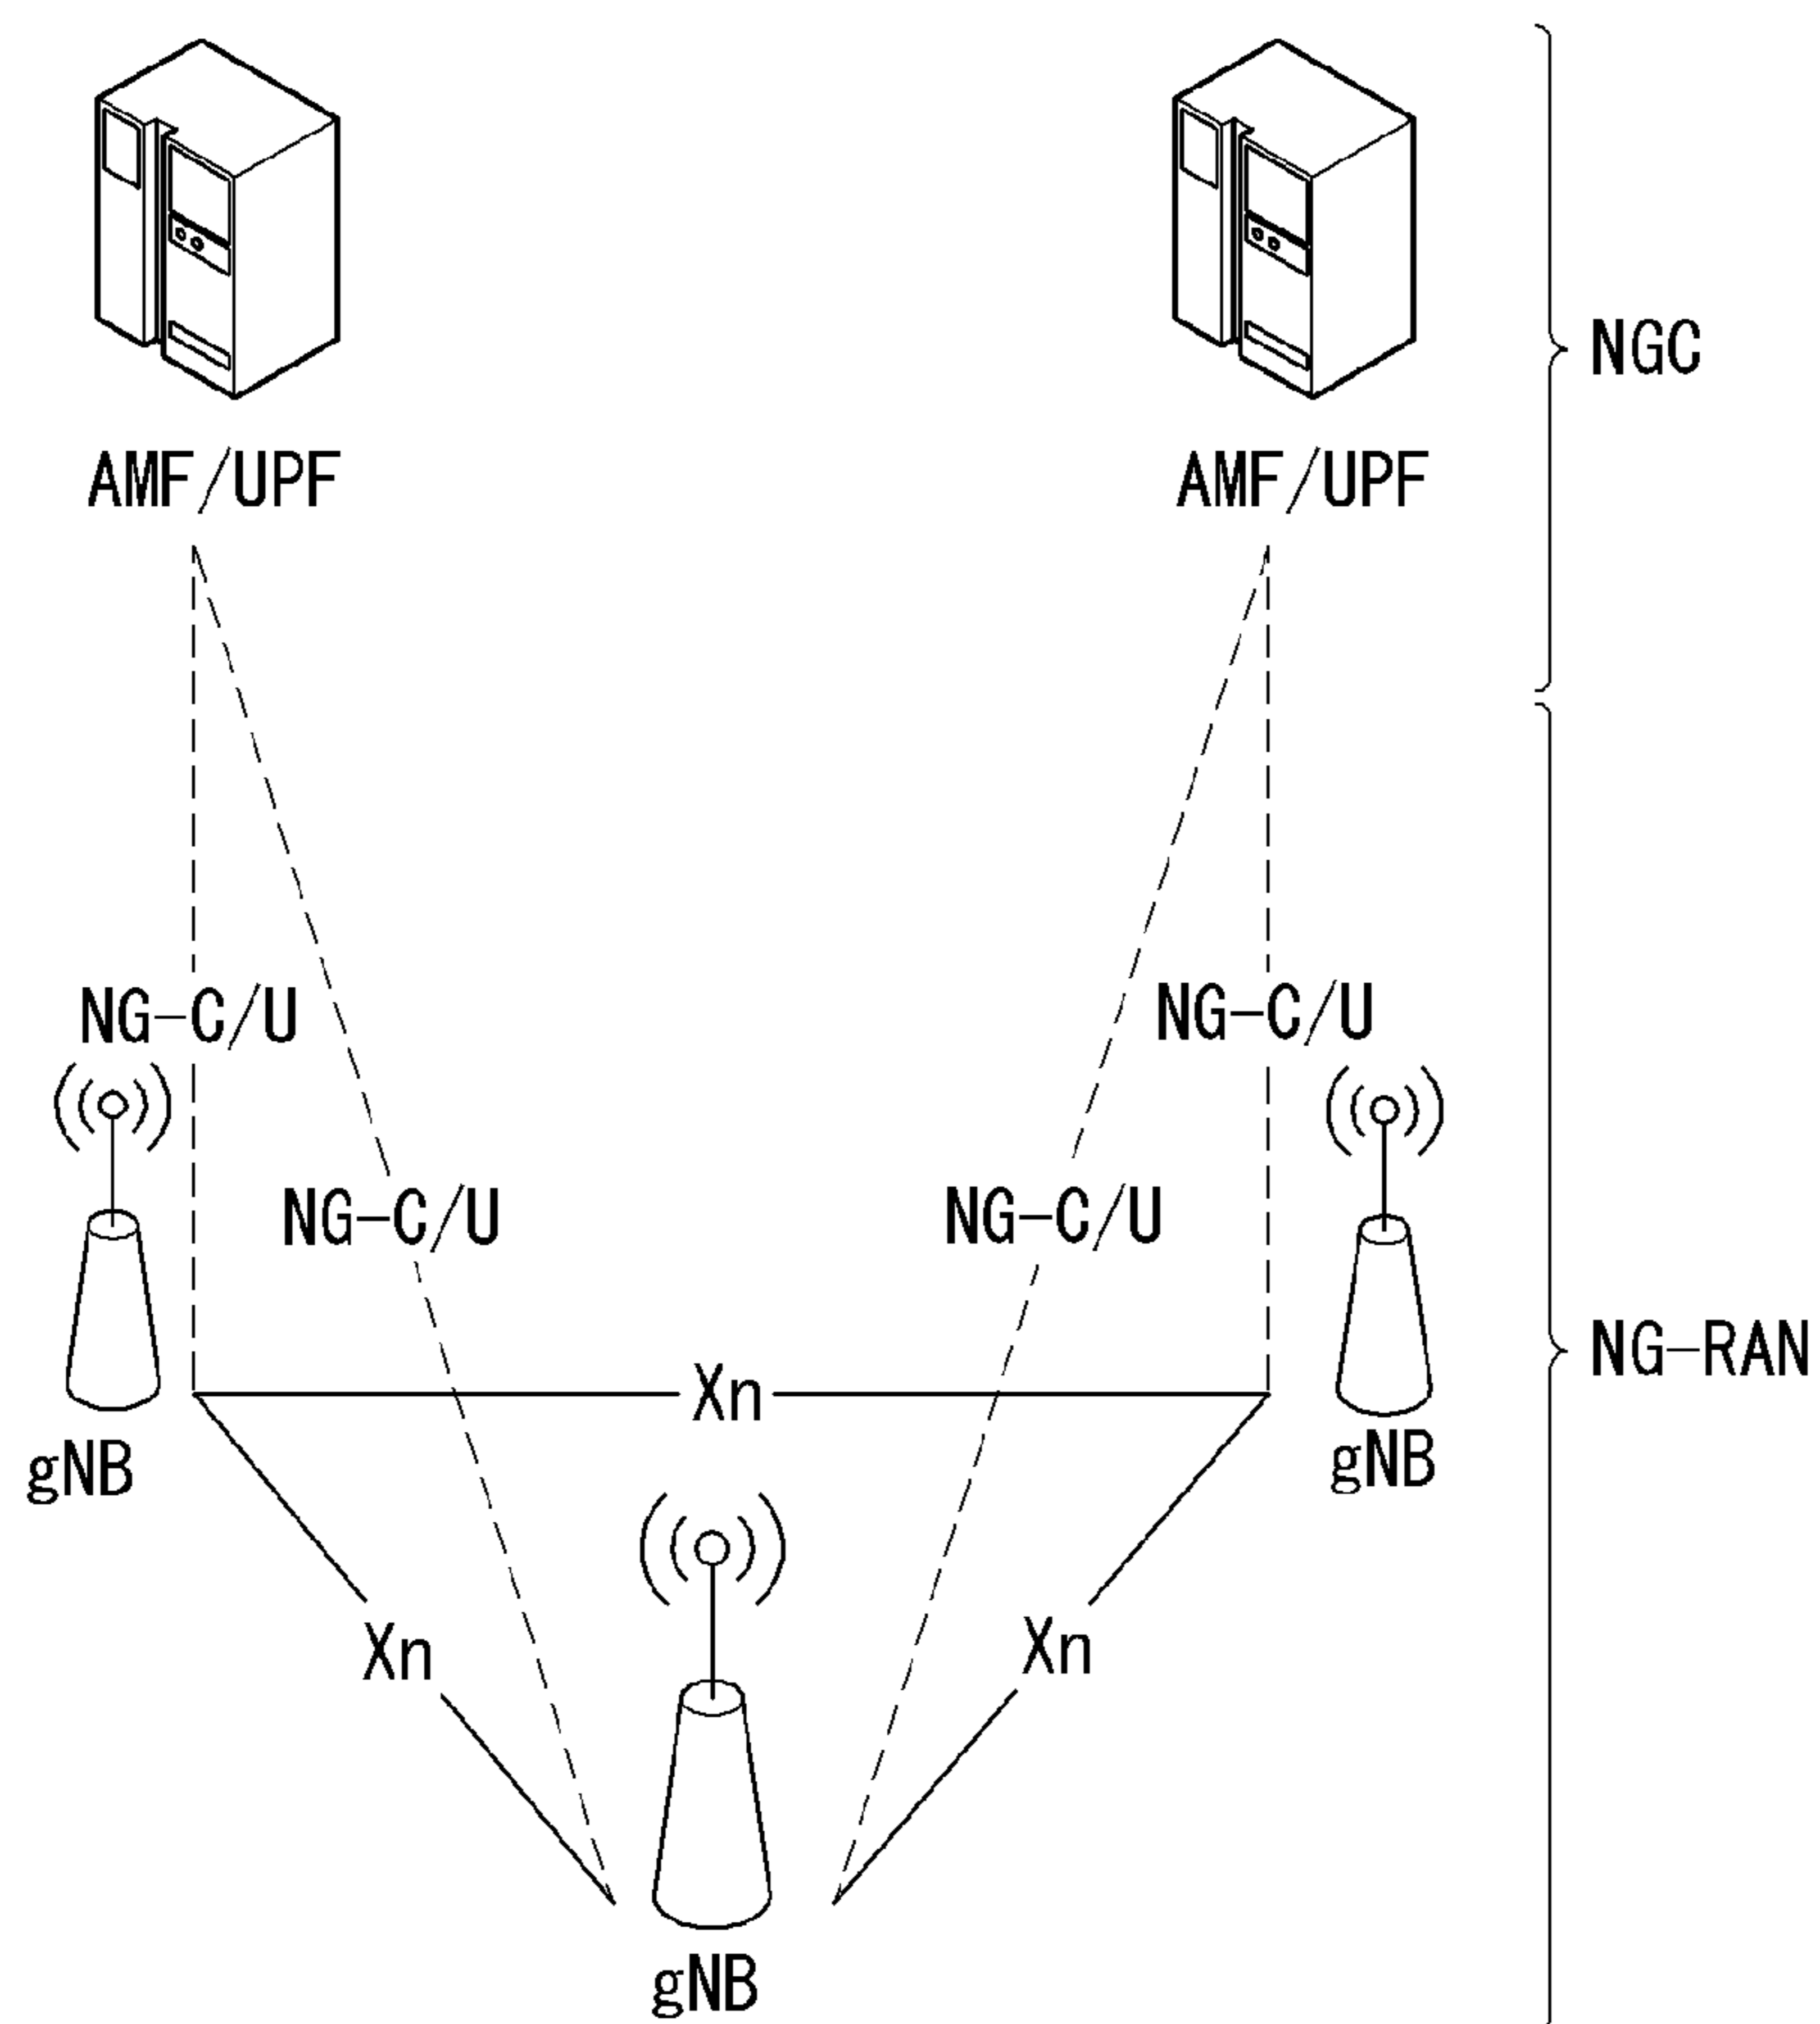 NGC
AMF/UPF
AMF/UPF
NG-C/U
NG-C/U
NG-C/U
NG-C/U
NG-RAN
Xn
gNB
gNB
Xn
Xn
gNB